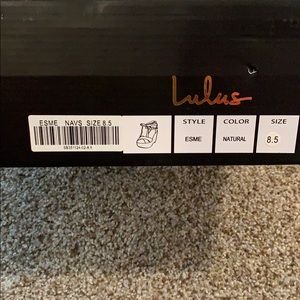 Lulus
ESME NAVS SIZE 8.5
STYLE COLOR SIZE
ESME NATURAL 8.5